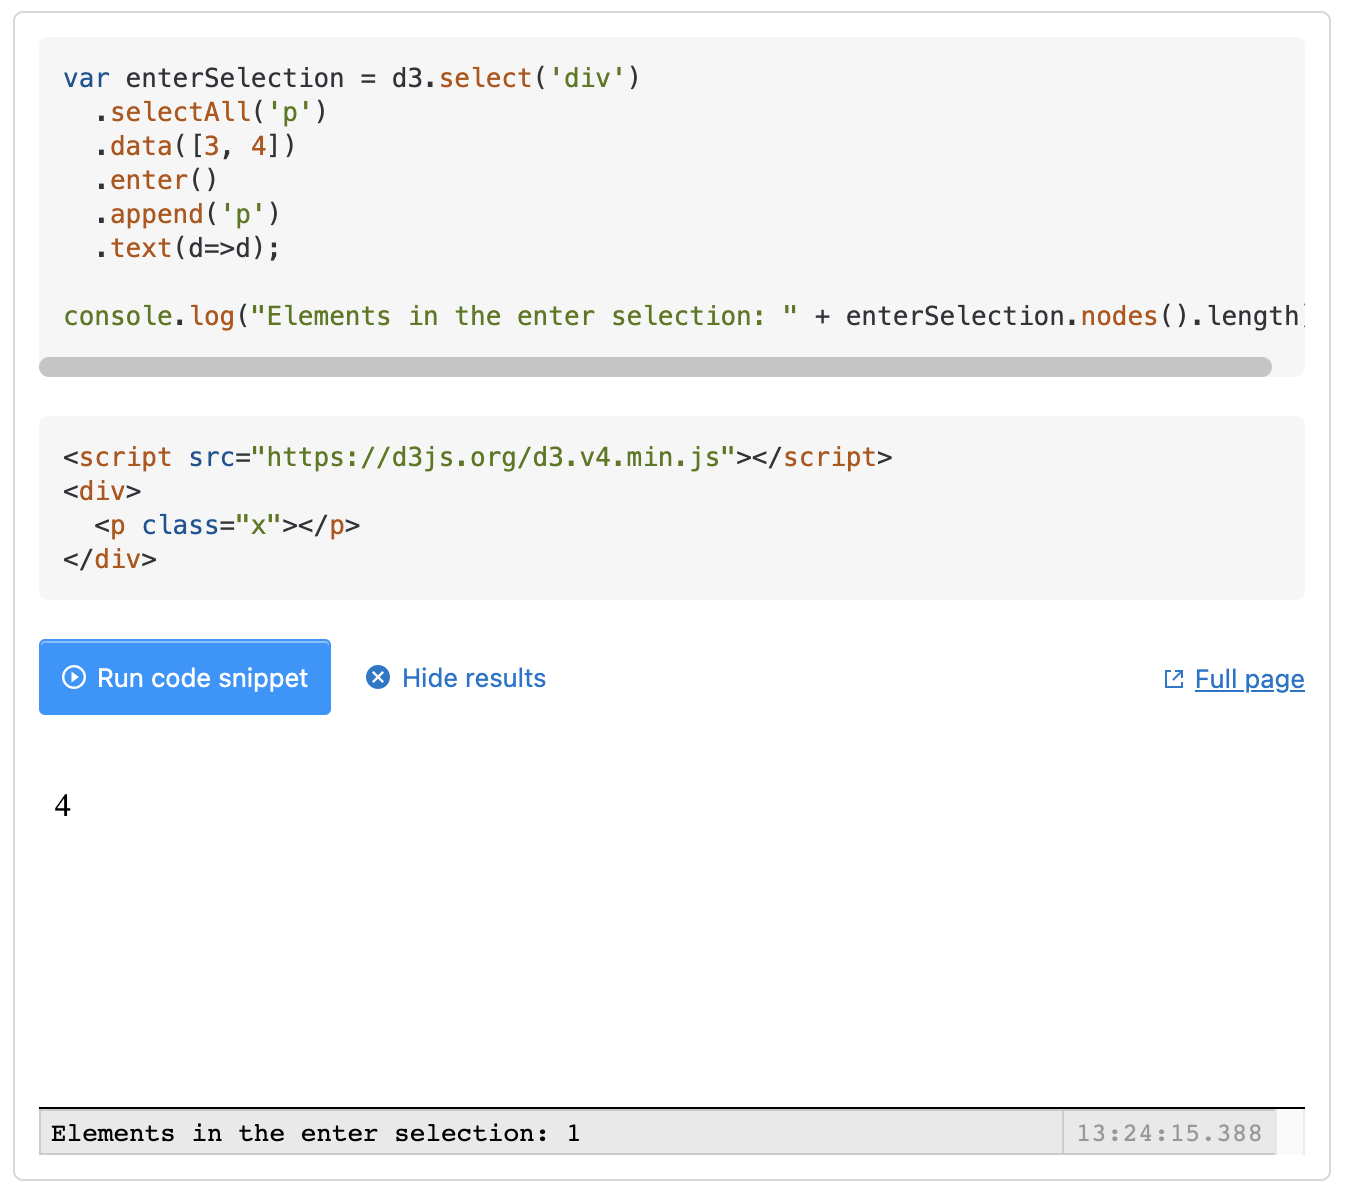 var enterSelection = d3.select('div')
  .selectAll('p')
  .data([3, 4])
  .enter()
  .append('p')
  .text(d=>d);

console.log("Elements in the enter selection: " + enterSelection.nodes().length)
<script src="https://d3js.org/d3.v4.min.js"></script>
<div>
  <p class="x"></p>
</div>
Run code snippet Hide results Full page
4
Elements in the enter selection: 1 13:24:15.388